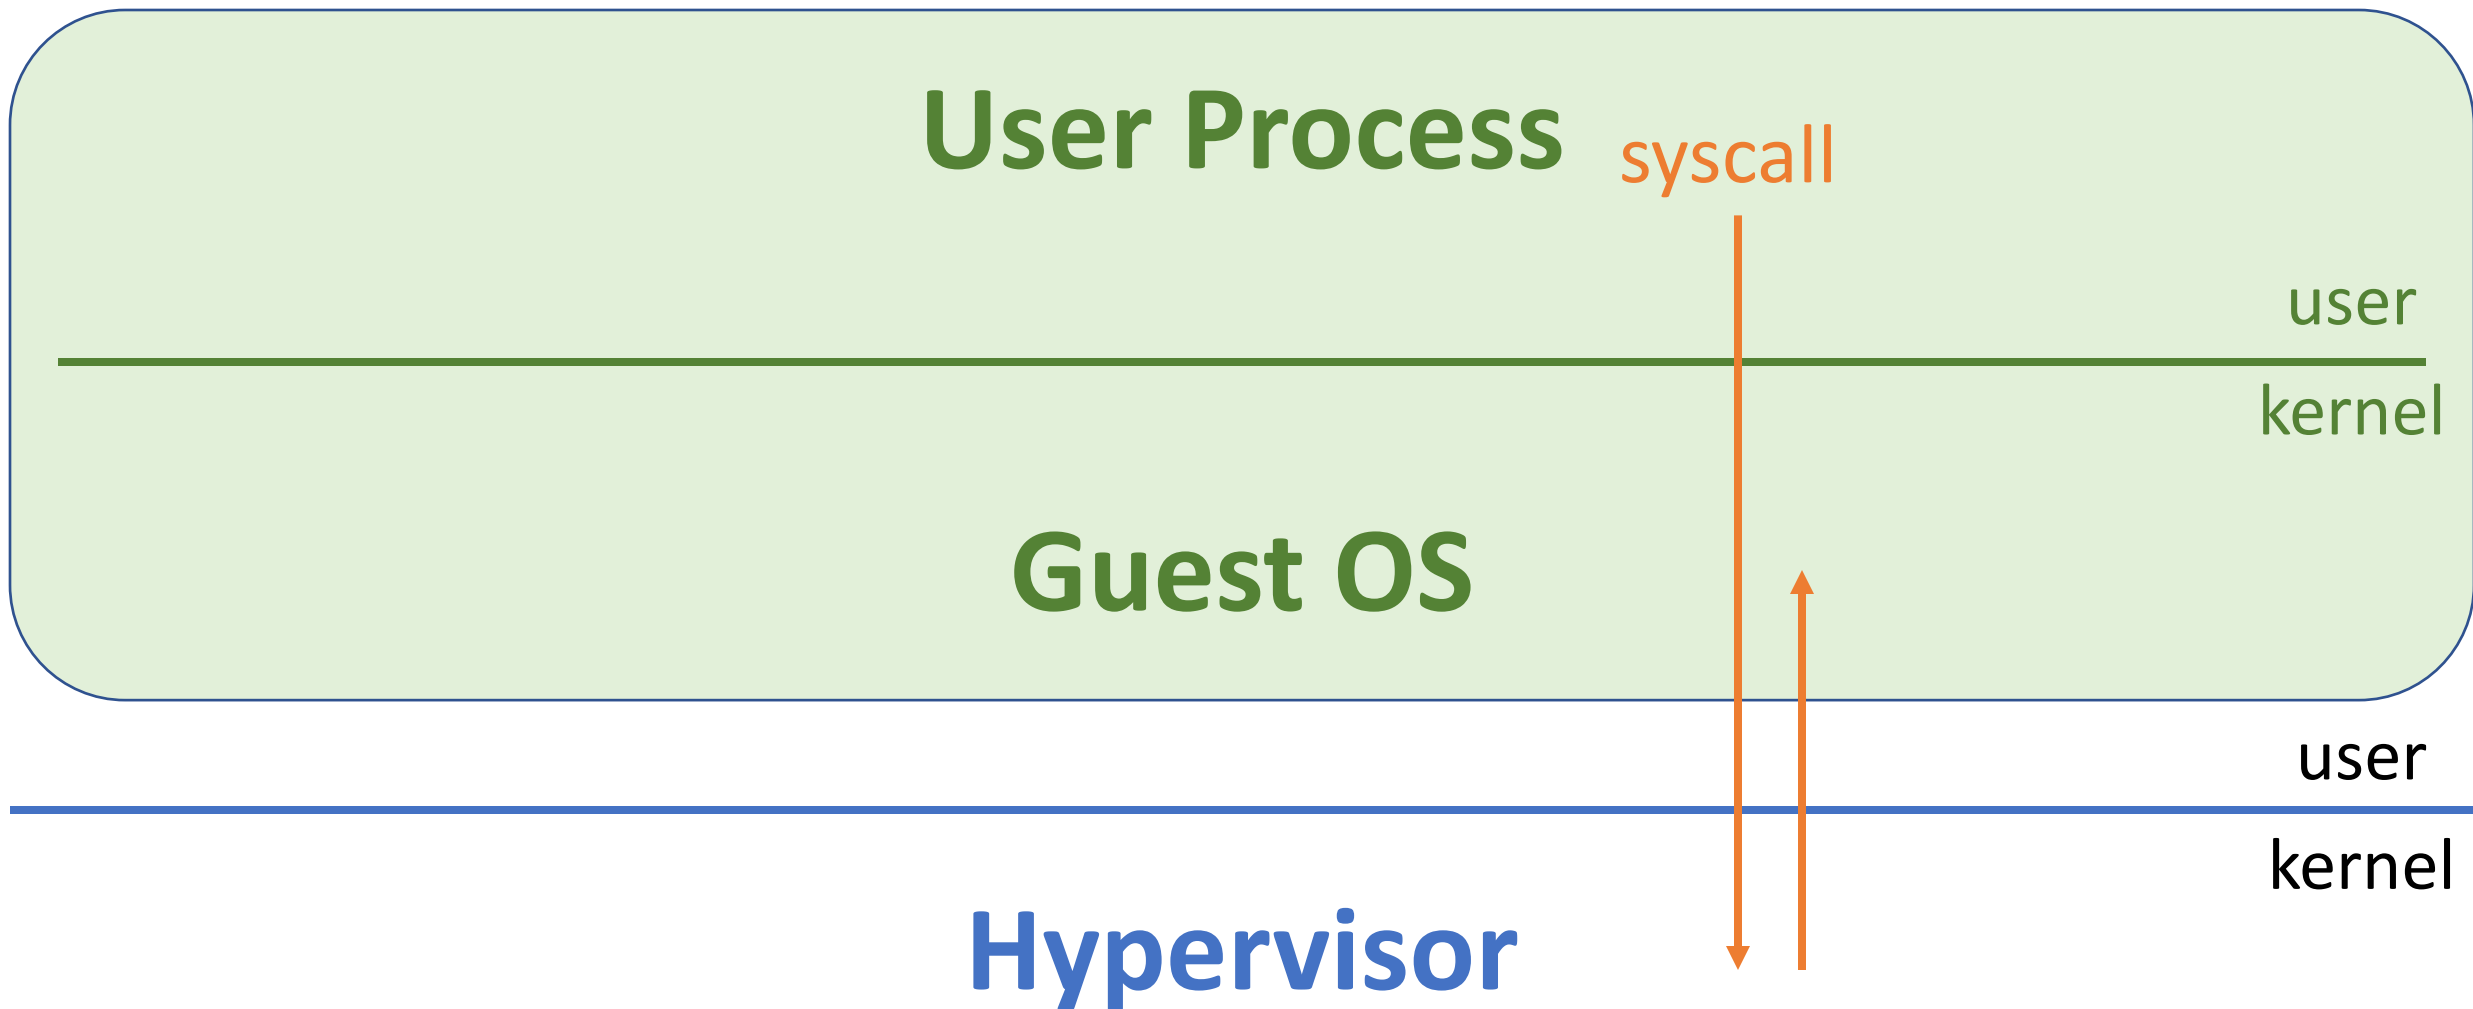 User Process
syscall
user
kernel
Guest OS
user
kernel
Hypervisor